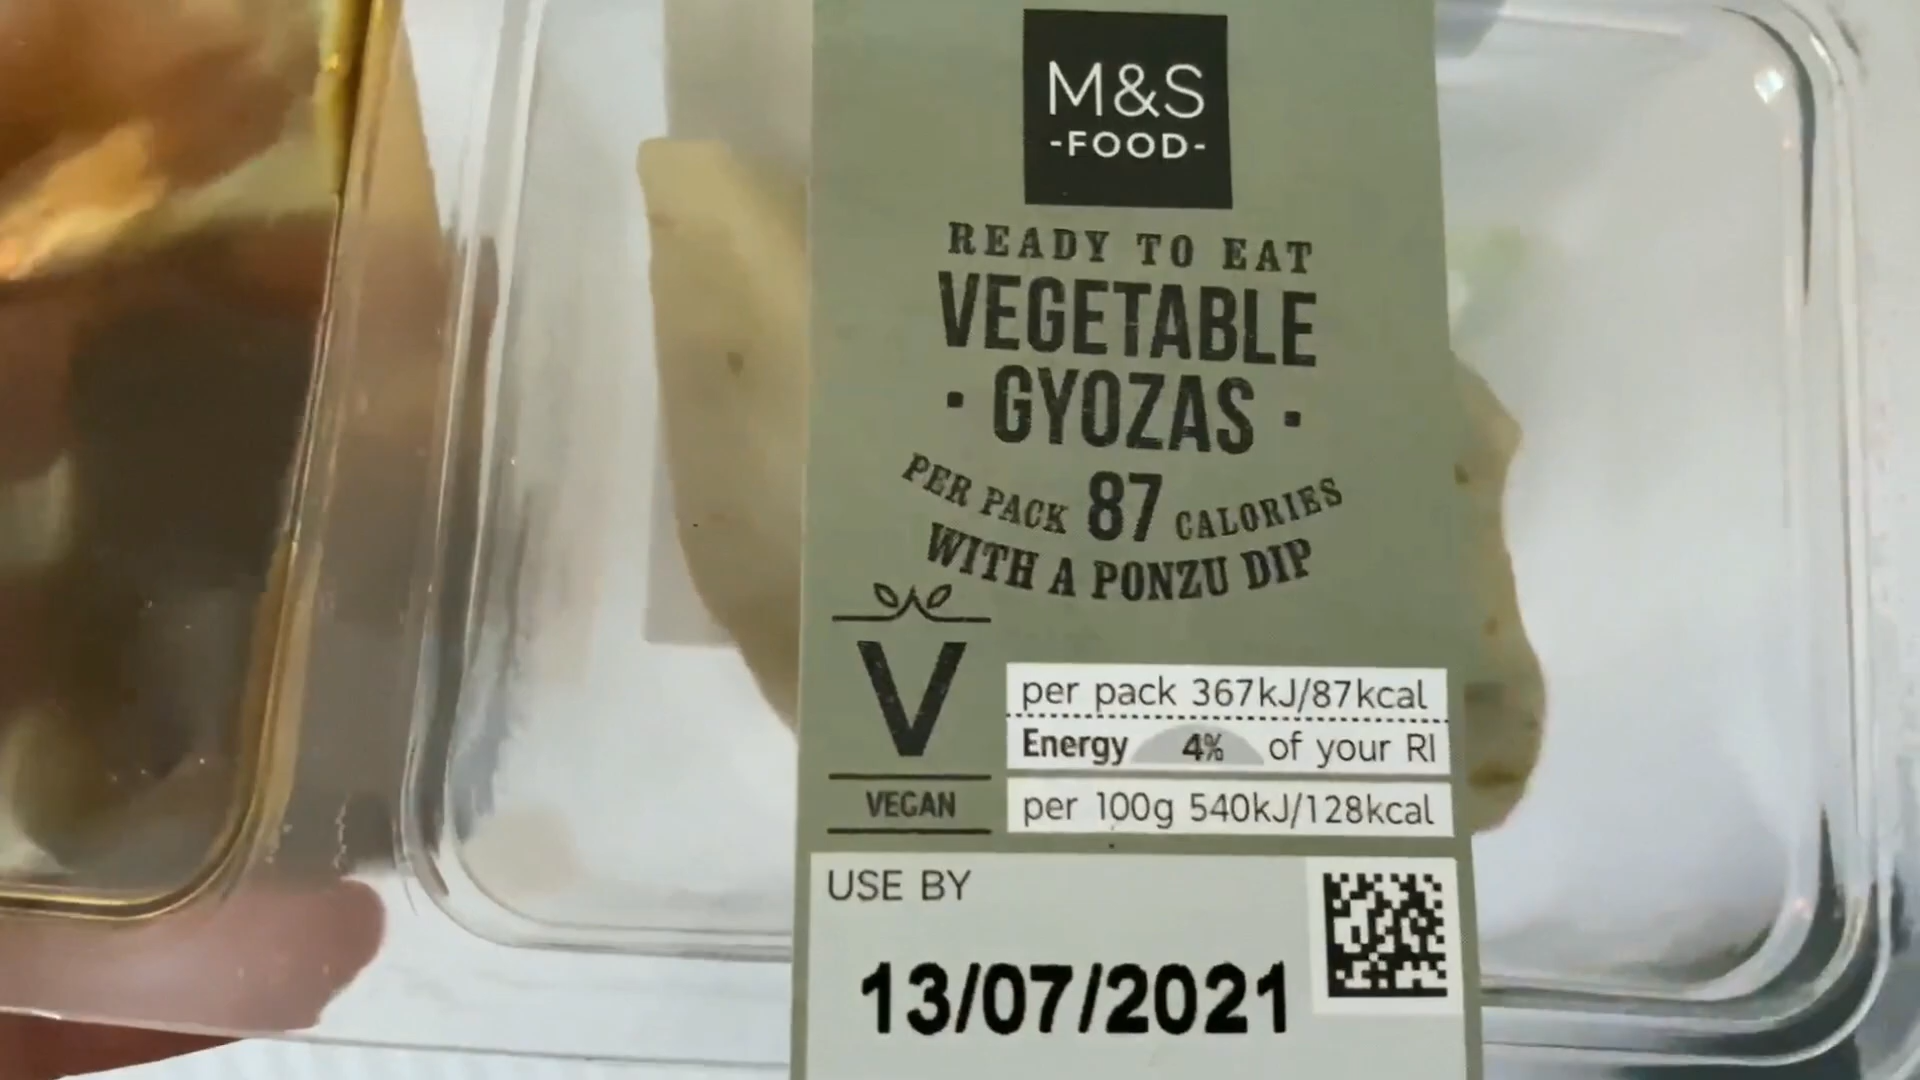 M&S
-FOOD-
READY TO EAT
VEGETABLE
· GYOZAS ·
PER PACK 87 CALORIES
WITH A PONZU DIP
V
VEGAN
per pack 367kJ/87kcal
Energy 4% of your RI
per 100g 540kJ/128kcal
USE BY
13/07/2021